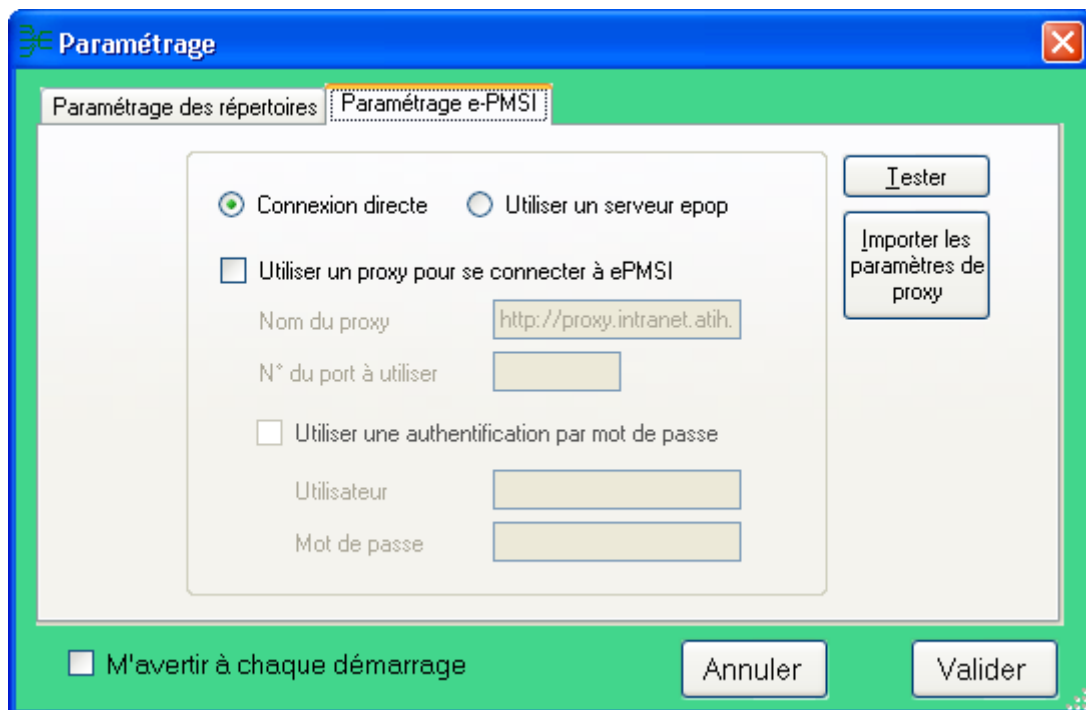 Paramétrage
Paramétrage des répertoires
Paramétrage e-PMSI
Connexion directe
Utiliser un serveur epop
Tester
Importer les
paramètres de
proxy
Utiliser un proxy pour se connecter à ePMSI
Nom du proxy
http://proxy.intranet.atih.
N° du port à utiliser
Utiliser une authentification par mot de passe
Utilisateur
Mot de passe
M'avertir à chaque démarrage
Annuler
Valider